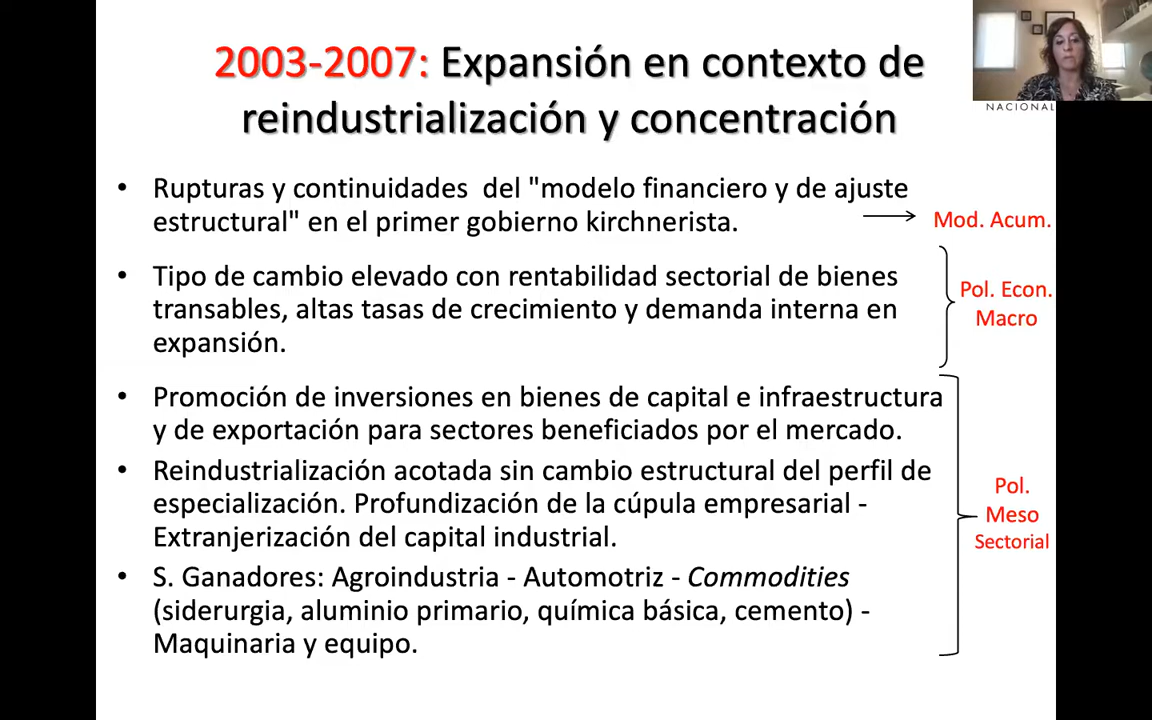 2003-2007: Expansión en contexto de
reindustrialización y concentración
NACIONAL
• Rupturas y continuidades del "modelo financiero y de ajuste
estructural" en el primer gobierno kirchnerista.
Mod. Acum.
• Tipo de cambio elevado con rentabilidad sectorial de bienes
transables, altas tasas de crecimiento y demanda interna en
expansión.
Pol. Econ.
Macro
• Promoción de inversiones en bienes de capital e infraestructura
y de exportación para sectores beneficiados por el mercado.
• Reindustrialización acotada sin cambio estructural del perfil de
especialización. Profundización de la cúpula empresarial -
Extranjerización del capital industrial.
• S. Ganadores: Agroindustria - Automotriz - Commodities
(siderurgia, aluminio primario, química básica, cemento) -
Maquinaria y equipo.
Pol.
Meso
Sectorial